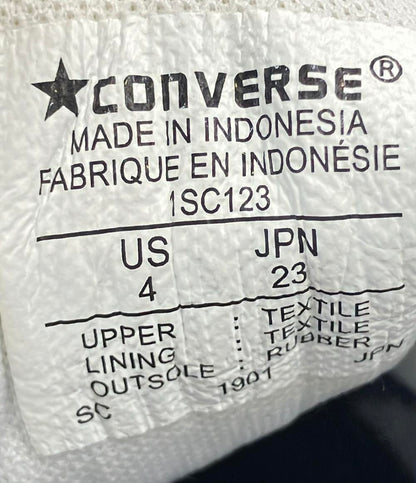 ★CONVERSE®
MADE IN INDONESIA
FABRIQUE EN INDONÉSIE
1SC123
US JPN
4 23
UPPER : TEXTILE
LINING : TEXTILE
OUTSOLE : RUBBER
SC 1901 JPN